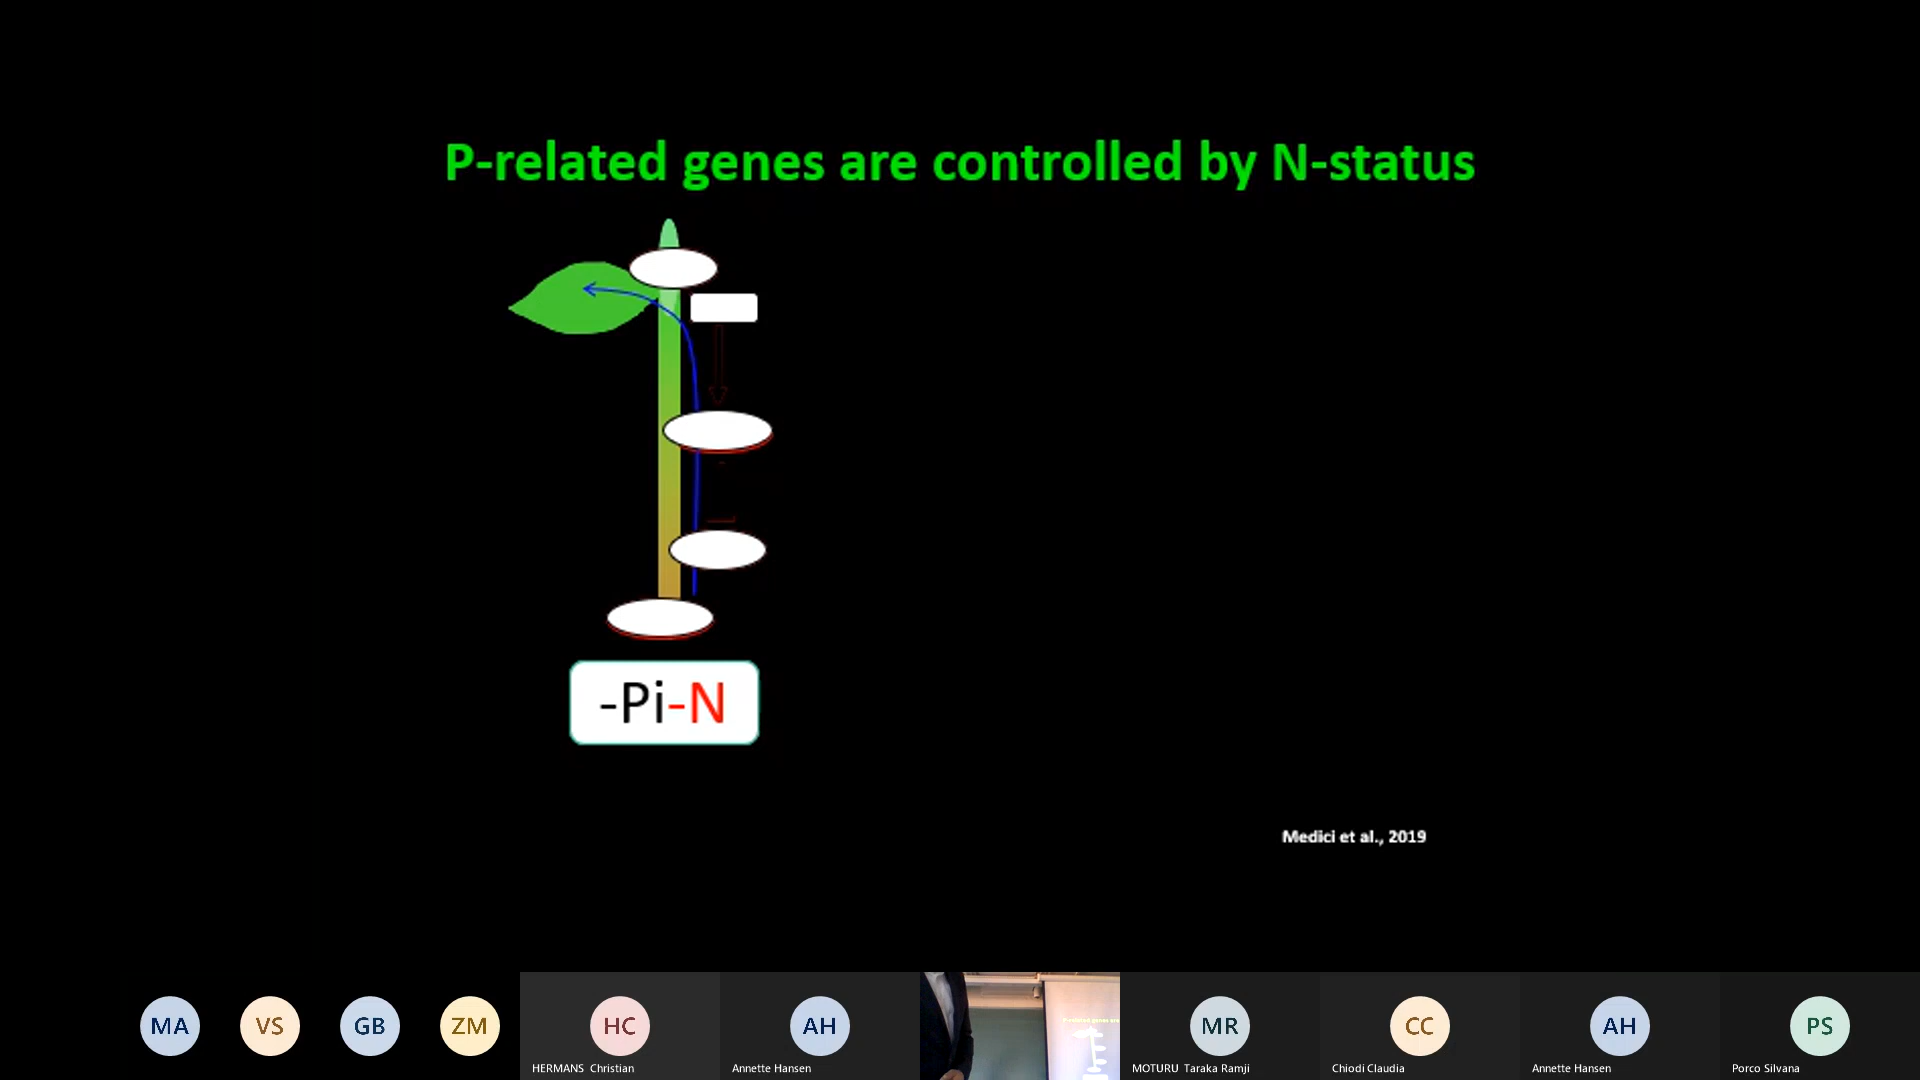 P-related genes are controlled by N-status
-Pi-N
Medici et al., 2019
MA
VS
GB
ZM
HC
AH
MR
CC
AH
PS
HERMANS Christian
Annette Hansen
MOTURU Taraka Ramji
Chiodi Claudia
Annette Hansen
Porco Silvana